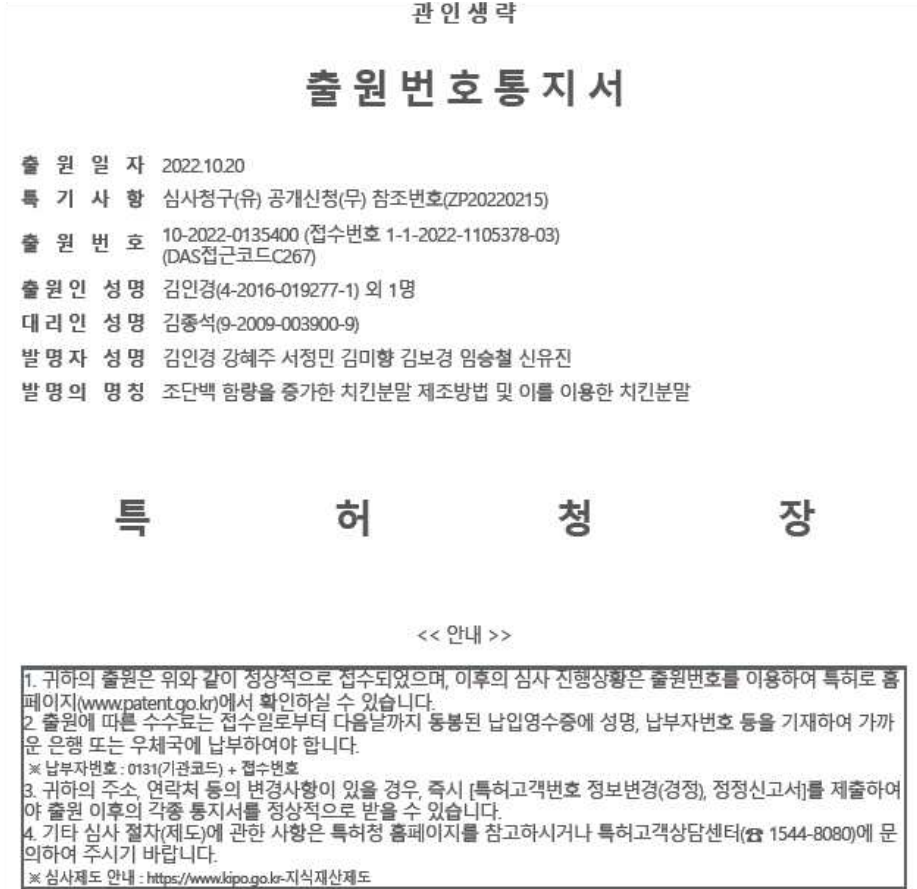 관 인 생 략
출 원 번 호 통 지 서
출 원 일 자 2022.10.20
특 기 사 항 심사청구(유) 공개신청(무) 참조번호(ZP20220215)
출 원 번 호 10-2022-0135400 (접수번호 1-1-2022-1105378-03)
(DAS접근코드C267)
출 원 인 성 명 김인경(4-2016-019277-1) 외 1명
대 리 인 성 명 김종석(9-2009-003900-9)
발 명 자 성 명 김인경 강혜주 서정민 김미향 김보경 임승철 신유진
발 명 의 명 칭 조단백 함량을 증가한 치킨분말 제조방법 및 이를 이용한 치킨분말
특 허 청 장
<< 안내 >>
1. 귀하의 출원은 위와 같이 정상적으로 접수되었으며, 이후의 심사 진행상황은 출원번호를 이용하여 특허로 홈
페이지(www.patent.go.kr)에서 확인하실 수 있습니다.
2. 출원에 따른 수수료는 접수일로부터 다음날까지 동봉된 납입영수증에 성명, 납부자번호 등을 기재하여 가까
운 은행 또는 우체국에 납부하여야 합니다.
※ 납부자번호 : 0131(기관코드) + 접수번호
3. 귀하의 주소, 연락처 등의 변경사항이 있을 경우, 즉시 [특허고객번호 정보변경(경정), 정정신고서]를 제출하여
야 출원 이후의 각종 통지서를 정상적으로 받을 수 있습니다.
4. 기타 심사 절차(제도)에 관한 사항은 특허청 홈페이지를 참고하시거나 특허고객상담센터(☎ 1544-8080)에 문
의하여 주시기 바랍니다.
※ 심사제도 안내 : https://www.kipo.go.kr-지식재산제도